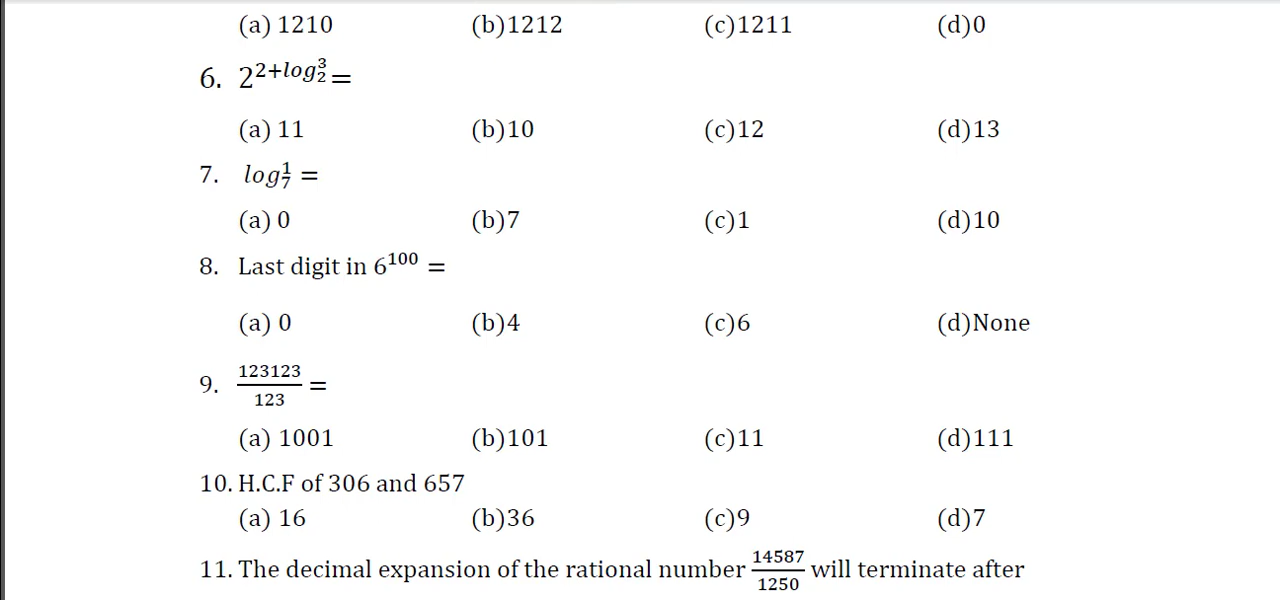 (a) 1210 (b)1212 (c)1211 (d)0
6. 2^{2+log_2^3} =
(a) 11 (b)10 (c)12 (d)13
7. log_7^1 =
(a) 0 (b)7 (c)1 (d)10
8. Last digit in 6^{100} =
(a) 0 (b)4 (c)6 (d)None
9. 123123/123 =
(a) 1001 (b)101 (c)11 (d)111
10. H.C.F of 306 and 657
(a) 16 (b)36 (c)9 (d)7
11. The decimal expansion of the rational number 14587/1250 will terminate after